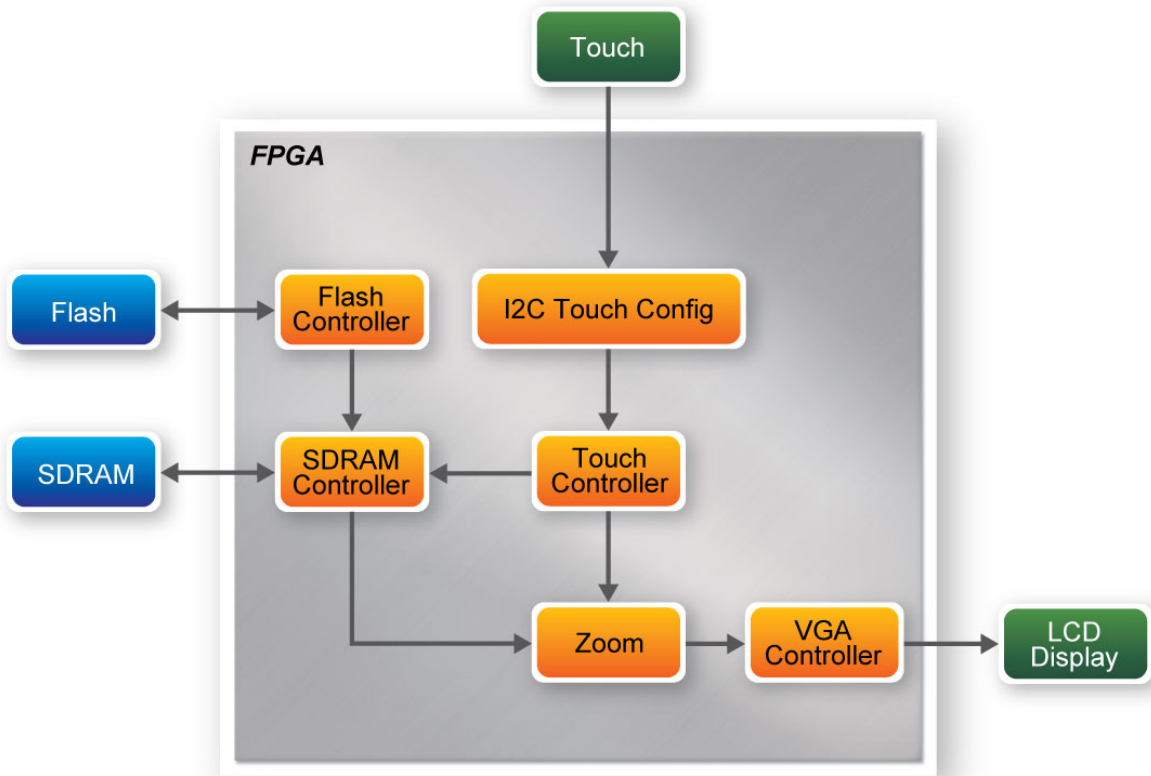 Touch
FPGA
Flash
Flash
Controller
I2C Touch Config
SDRAM
SDRAM
Controller
Touch
Controller
Zoom
VGA
Controller
LCD
Display